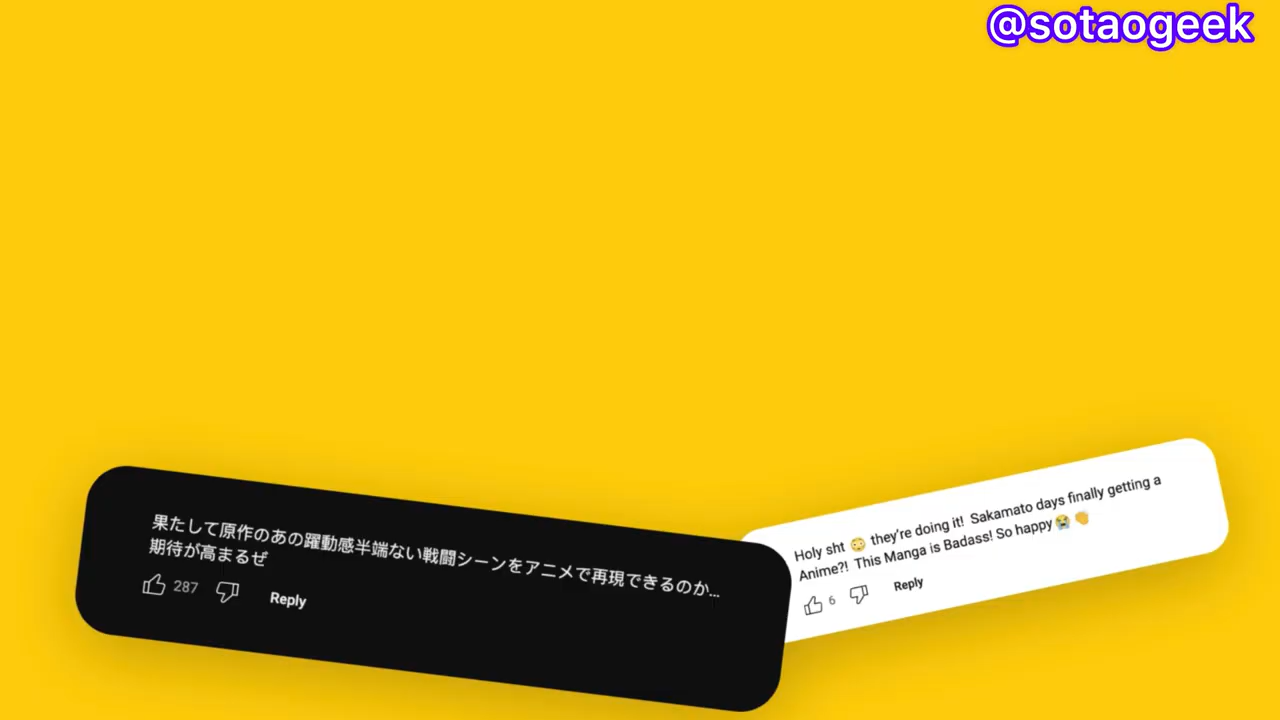 @sotaogeek
果たして原作のあの躍動感半端ない戦闘シーンをアニメで再現できるのか...
期待が高まるぜ
287 Reply
Holy sht 😳 they're doing it! Sakamato days finally getting a
Anime?! This Manga is Badass! So happy😭👏
6 Reply